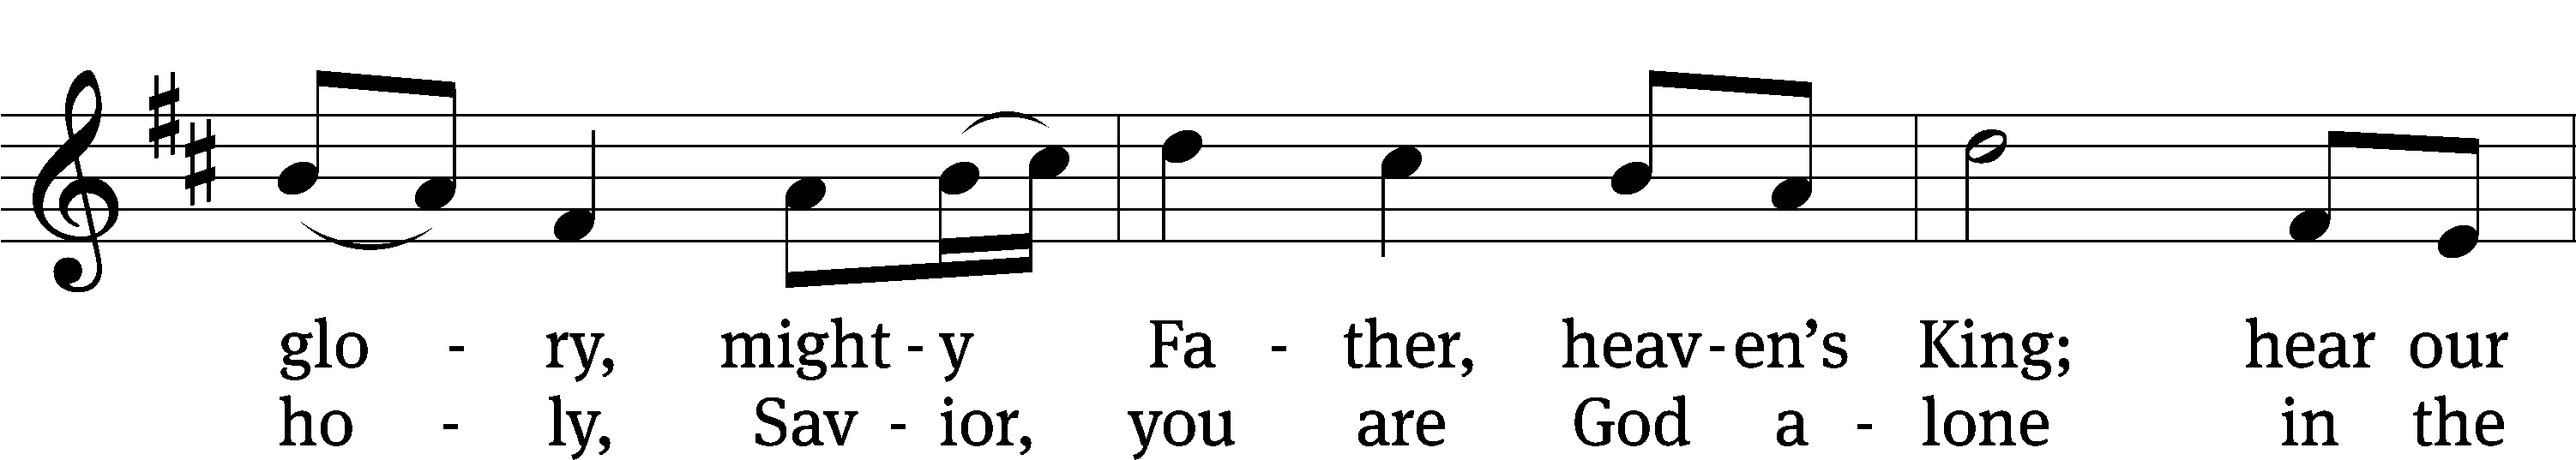 glo - ry, might - y Fa - ther, heav - en’s King; hear our
ho - ly, Sav - ior, you are God a - lone in the